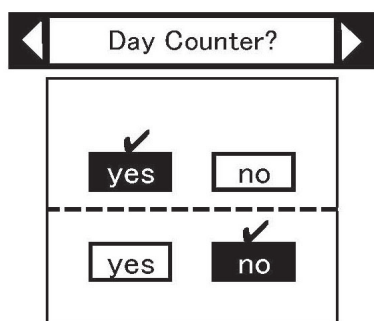 Day Counter?
yes no
yes no